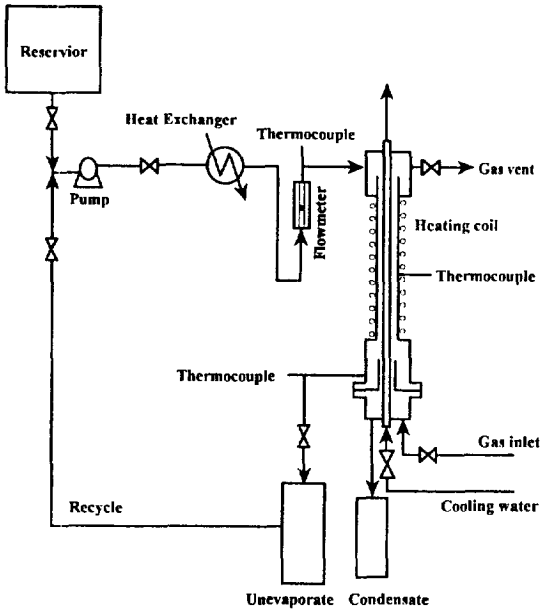 Reservior
Heat Exchanger
Thermocouple
Gas vent
Pump
Flowmeter
Heating coil
Thermocouple
Thermocouple
Gas inlet
Recycle
Cooling water
Unevaporate
Condensate